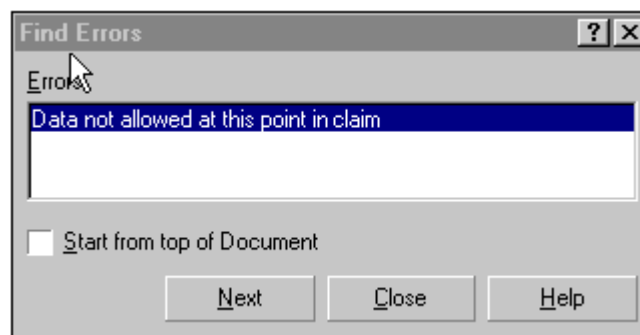 Find Errors
?
Errors
Data not allowed at this point in claim
Start from top of Document
Next Close Help